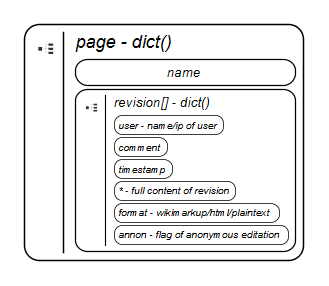 page - dict()
name
revision[] - dict()
user - name/ip of user
comment
timestamp
* - full content of revision
format - wikimarkup/html/plaintext
annon - flag of anonymous editation